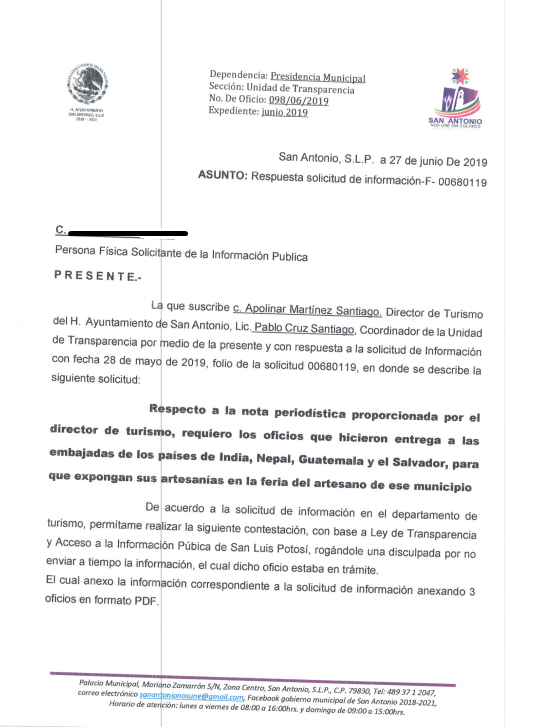 H. AYUNTAMIENTO
SAN ANTONIO, S.L.P.
2018 - 2021
Dependencia: Presidencia Municipal
Sección: Unidad de Transparencia
No. De Oficio: 098/06/2019
Expediente: junio 2019
SAN ANTONIO
NOS UNE SIN COLORES
San Antonio, S.L.P. a 27 de junio De 2019
ASUNTO: Respuesta solicitud de información-F- 00680119
C.
Persona Física Solicitante de la Información Publica
P R E S E N T E.-
La que suscribe c. Apolinar Martínez Santiago, Director de Turismo
del H. Ayuntamiento de San Antonio, Lic. Pablo Cruz Santiago, Coordinador de la Unidad
de Transparencia por medio de la presente y con respuesta a la solicitud de Información
con fecha 28 de mayo de 2019, folio de la solicitud 00680119, en donde se describe la
siguiente solicitud:
Respecto a la nota periodística proporcionada por el
director de turismo, requiero los oficios que hicieron entrega a las
embajadas de los países de India, Nepal, Guatemala y el Salvador, para
que expongan sus artesanías en la feria del artesano de ese municipio
De acuerdo a la solicitud de información en el departamento de
turismo, permítame realizar la siguiente contestación, con base a Ley de Transparencia
y Acceso a la Información Púbica de San Luis Potosí, rogándole una disculpada por no
enviar a tiempo la información, el cual dicho oficio estaba en trámite.
El cual anexo la información correspondiente a la solicitud de información anexando 3
oficios en formato PDF.
Palacio Municipal, Mariano Zamarrón S/N, Zona Centro, San Antonio, S.L.P., C.P. 79830, Tel: 489 37 1 2047,
correo electrónico sanantonionosune@gmail.com, Facebook gobierno municipal de San Antonio 2018-2021,
Horario de atención: lunes a viernes de 08:00 a 16:00hrs. y domingo de 09:00 a 15:00hrs.